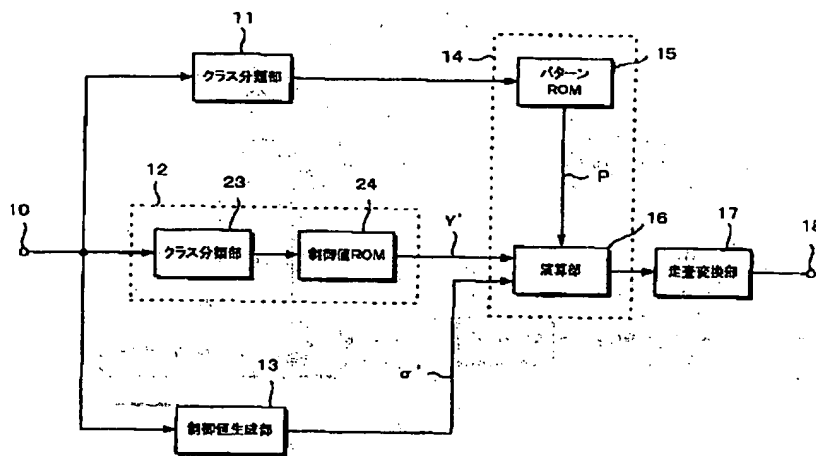 11
クラス分類部
14
15
パターン
ROM
12
23
24
10
クラス分類部
制御値ROM
Y'
P
16
演算部
17
走査変換部
18
σ'
13
制御値生成部